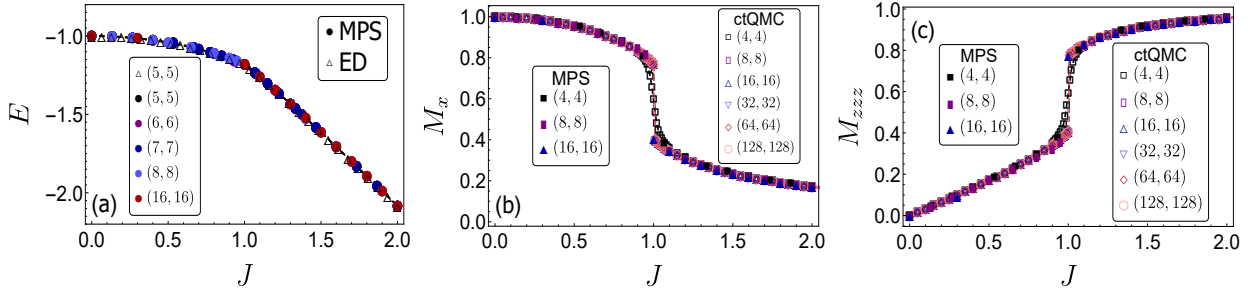 −1.0
−1.5
−2.0
E
(a)
MPS
ED
(5, 5)
(5, 5)
(6, 6)
(7, 7)
(8, 8)
(16, 16)
0.0 0.5 1.0 1.5 2.0
J
1.0
0.8
0.6
0.4
0.2
0.0
M_x
(b)
MPS
(4, 4)
(8, 8)
(16, 16)
ctQMC
(4, 4)
(8, 8)
(16, 16)
(32, 32)
(64, 64)
(128, 128)
0.0 0.5 1.0 1.5 2.0
J
1.0
0.8
0.6
0.4
0.2
0.0
M_zzz
(c)
MPS
(4, 4)
(8, 8)
(16, 16)
ctQMC
(4, 4)
(8, 8)
(16, 16)
(32, 32)
(64, 64)
(128, 128)
0.0 0.5 1.0 1.5 2.0
J